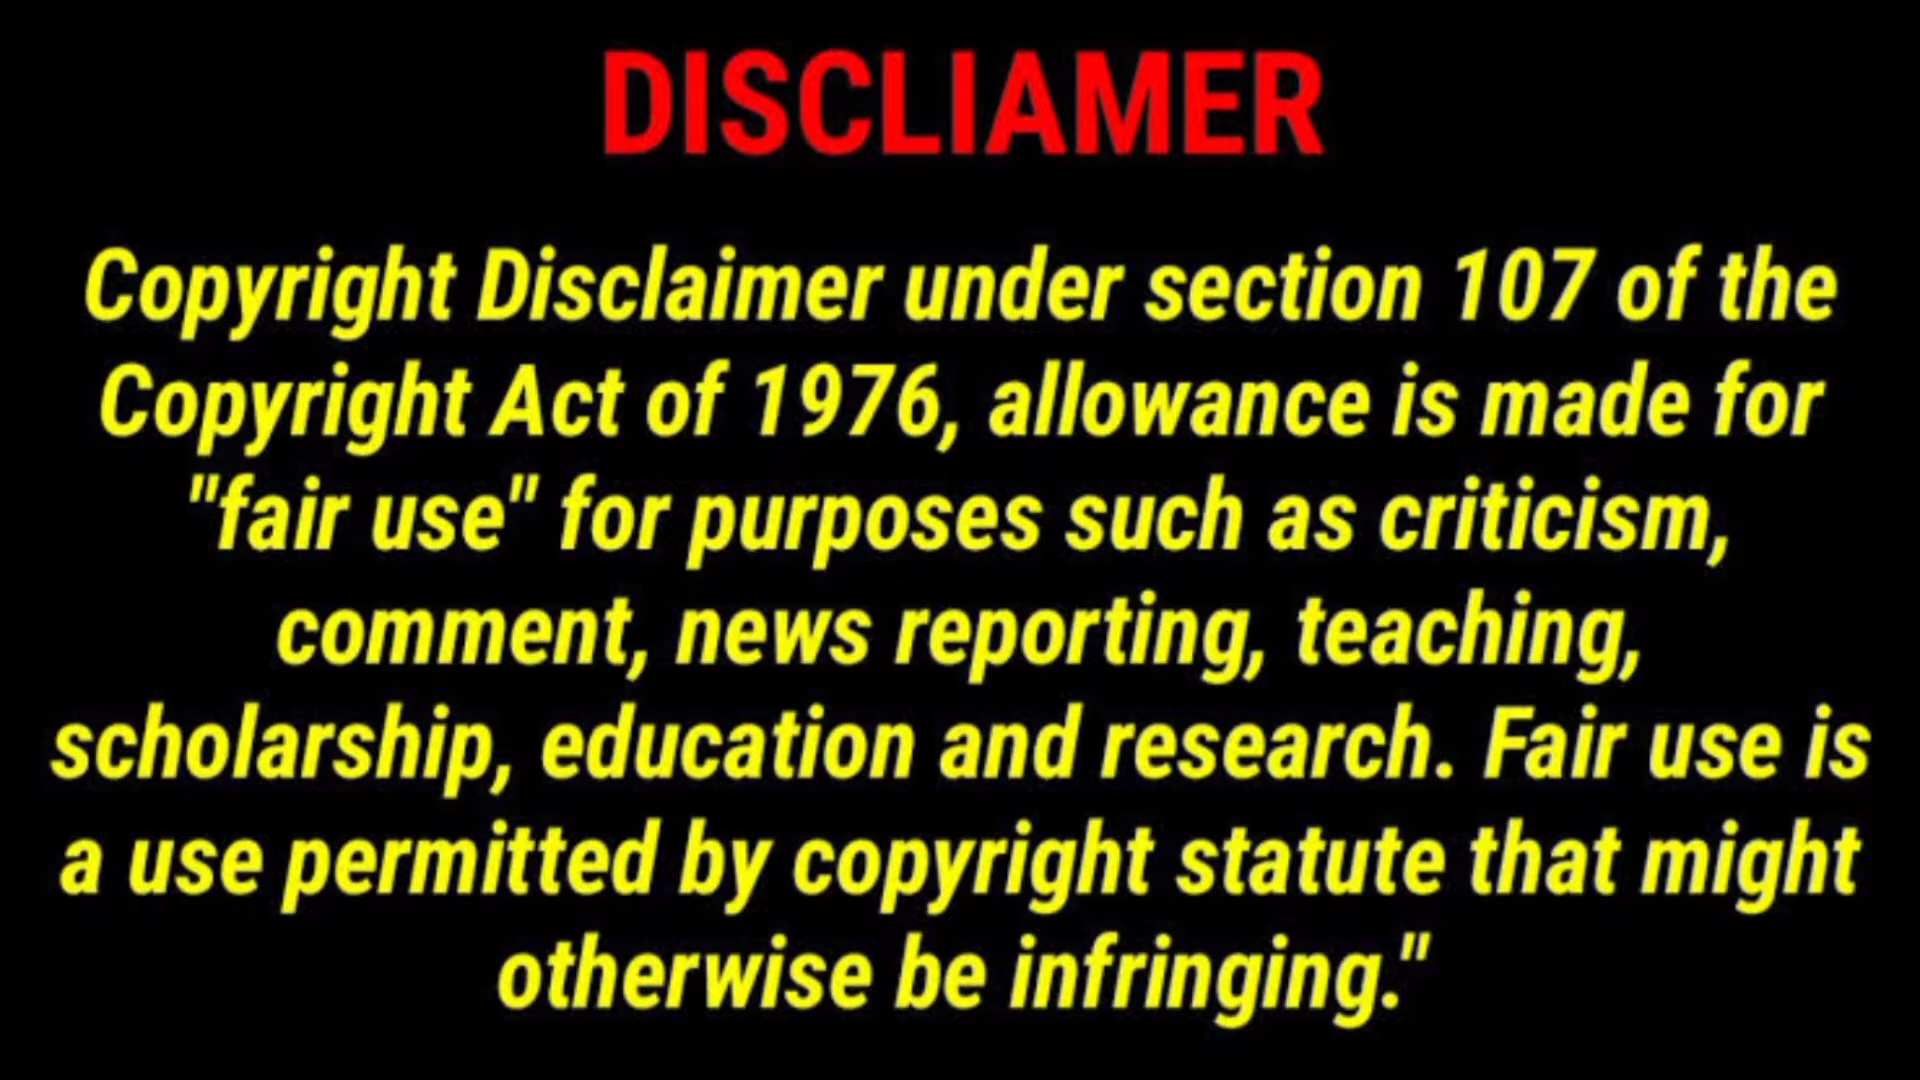 DISCLIAMER
Copyright Disclaimer under section 107 of the
Copyright Act of 1976, allowance is made for
"fair use" for purposes such as criticism,
comment, news reporting, teaching,
scholarship, education and research. Fair use is
a use permitted by copyright statute that might
otherwise be infringing."